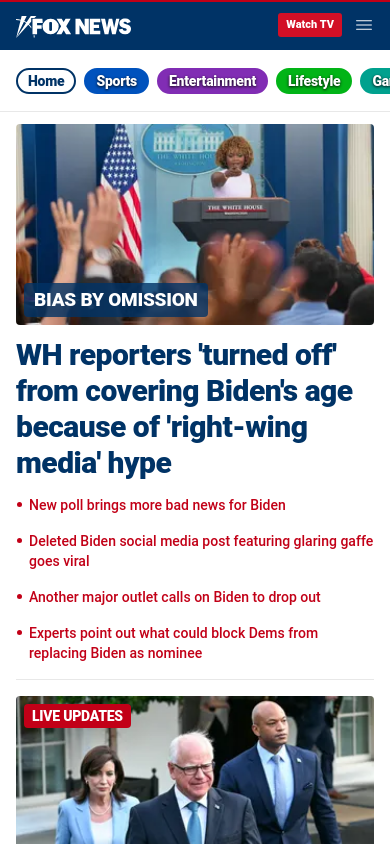 FOX NEWS
Watch TV
Home
Sports
Entertainment
Lifestyle
Ga
THE WHITE HOUSE
THE WHITE HOUSE
BIAS BY OMISSION
WH reporters 'turned off'
from covering Biden's age
because of 'right-wing
media' hype
New poll brings more bad news for Biden
Deleted Biden social media post featuring glaring gaffe
goes viral
Another major outlet calls on Biden to drop out
Experts point out what could block Dems from
replacing Biden as nominee
LIVE UPDATES